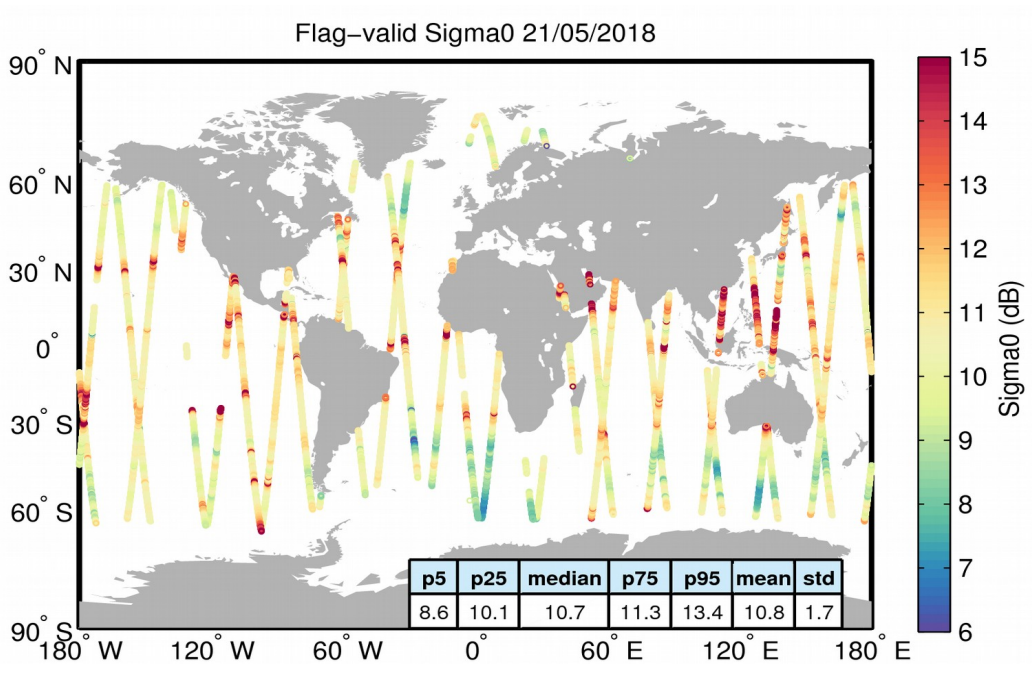 Flag−valid Sigma0 21/05/2018
90° N
60° N
30° N
0°
30° S
60° S
90° S
180° W
120° W
60° W
0°
60° E
120° E
180° E
15
14
13
12
11
10
9
8
7
6
Sigma0 (dB)
p5 p25 median p75 p95 mean std
8.6 10.1 10.7 11.3 13.4 10.8 1.7